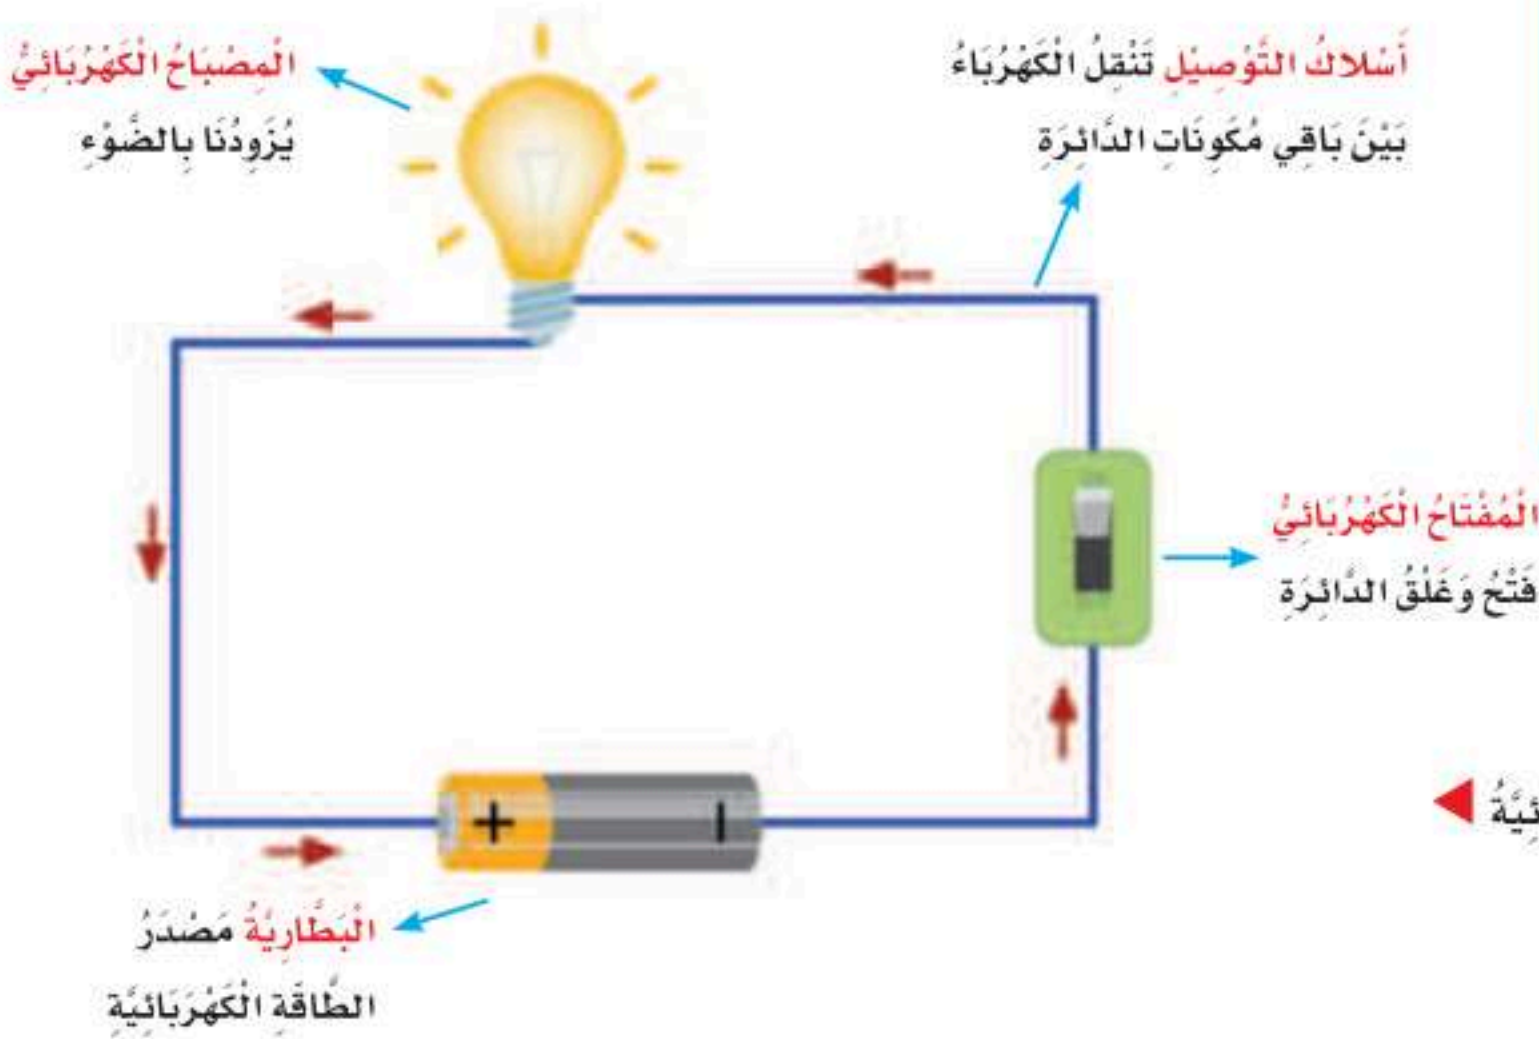 أَسْلَاكُ التَّوْصِيْلِ تَنْقِلُ الْكَهْرُبَاءُ
بَيْنَ بَاقِي مُكَوِنَاتِ الدَّائِرَةِ
الْمِصْبَاحُ الْكَهْرُبَائِيُّ
يُزَوِدُنَا بِالضَّوْءِ
الْمُفْتَاحُ الْكَهْرُبَائِيُّ
فَتْحُ وَغَلْقُ الدَّائِرَةِ
+ −
الْبَطَّارِيَّةُ مَصْدَرُ
الطَّاقَةِ الْكَهْرَبَائِيَّةِ